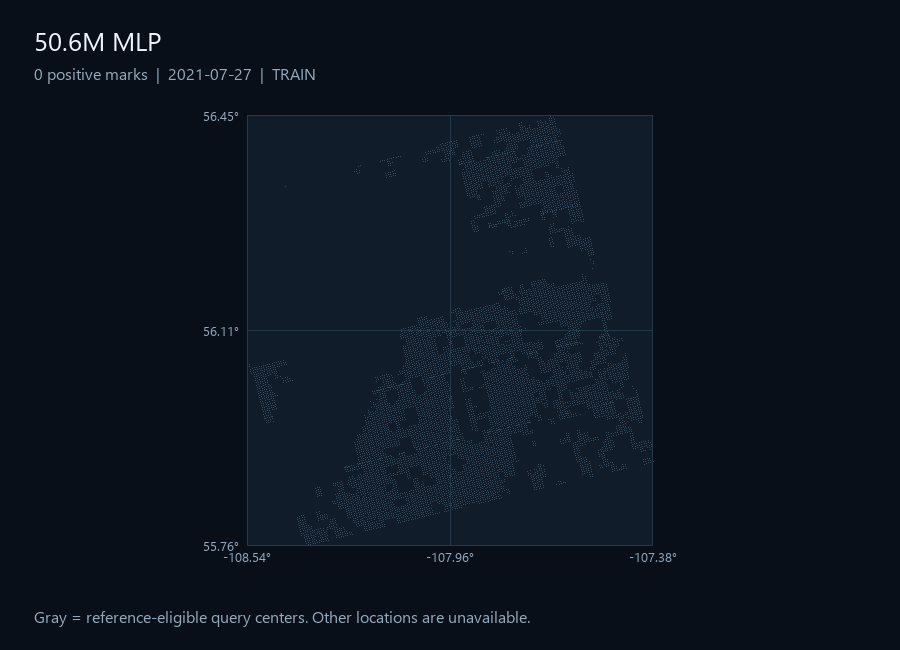 50.6M MLP
0 positive marks | 2021-07-27 | TRAIN
56.45°
56.11°
55.76°
-108.54° -107.96° -107.38°
Gray = reference-eligible query centers. Other locations are unavailable.